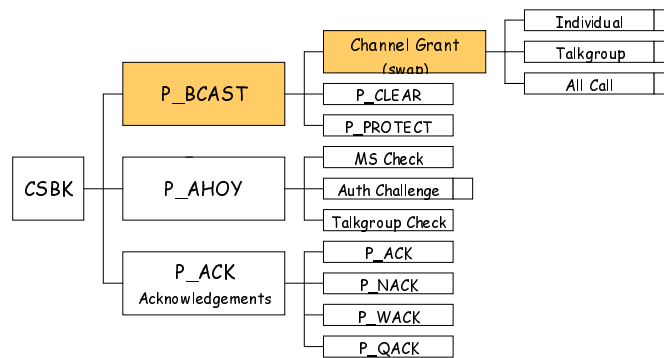 Individual
Channel Grant
(swap)
Talkgroup
All Call
P_BCAST
P_CLEAR
P_PROTECT
MS Check
CSBK
P_AHOY
Auth Challenge
Talkgroup Check
P_ACK
Acknowledgements
P_ACK
P_NACK
P_WACK
P_QACK